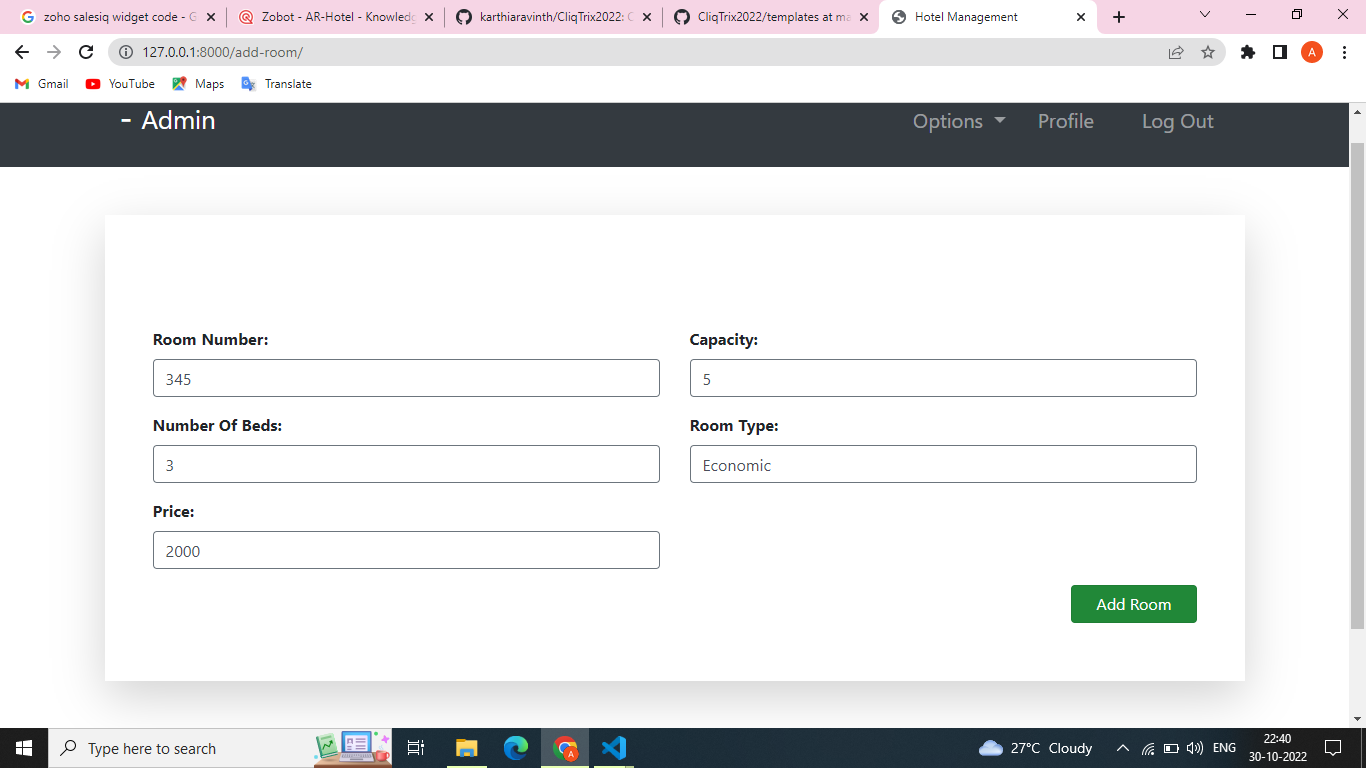 zoho salesiq widget code - G
Zobot - AR-Hotel - Knowledg
karthiaravinth/CliqTrix2022: C
CliqTrix2022/templates at ma
Hotel Management
127.0.0.1:8000/add-room/
A
Gmail
YouTube
Maps
Translate
- Admin
Options
Profile
Log Out
Room Number:
Capacity:
345
5
Number Of Beds:
Room Type:
3
Economic
Price:
2000
Add Room
Type here to search
27°C Cloudy
ENG
22:40
30-10-2022